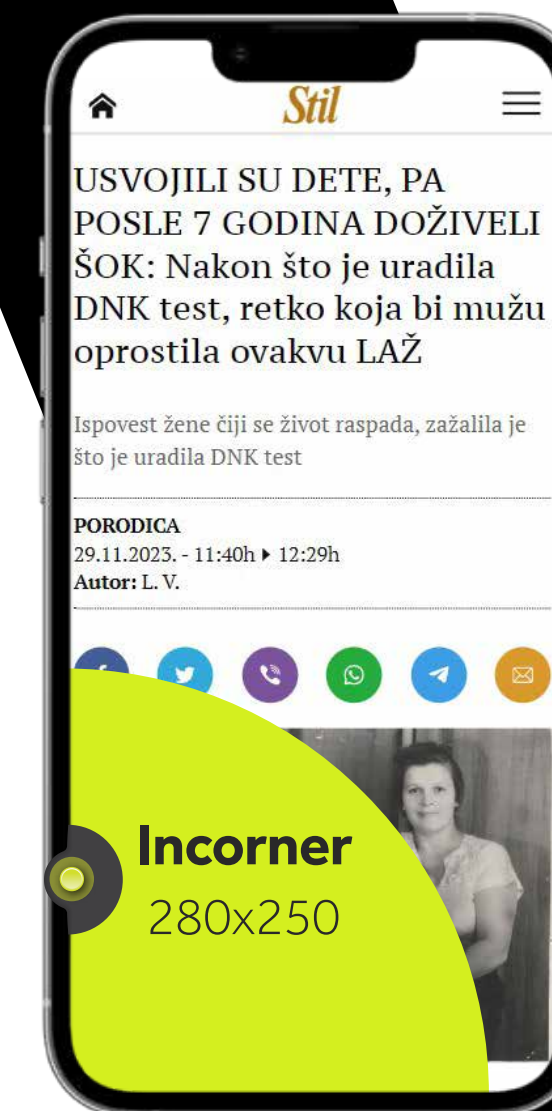 Stil
USVOJILI SU DETE, PA
POSLE 7 GODINA DOŽIVELI
ŠOK: Nakon što je uradila
DNK test, retko koja bi mužu
oprostila ovakvu LAŽ
Ispovest žene čiji se život raspada, zažalila je
što je uradila DNK test
PORODICA
29.11.2023. - 11:40h ▸ 12:29h
Autor: L. V.
Incorner
280x250